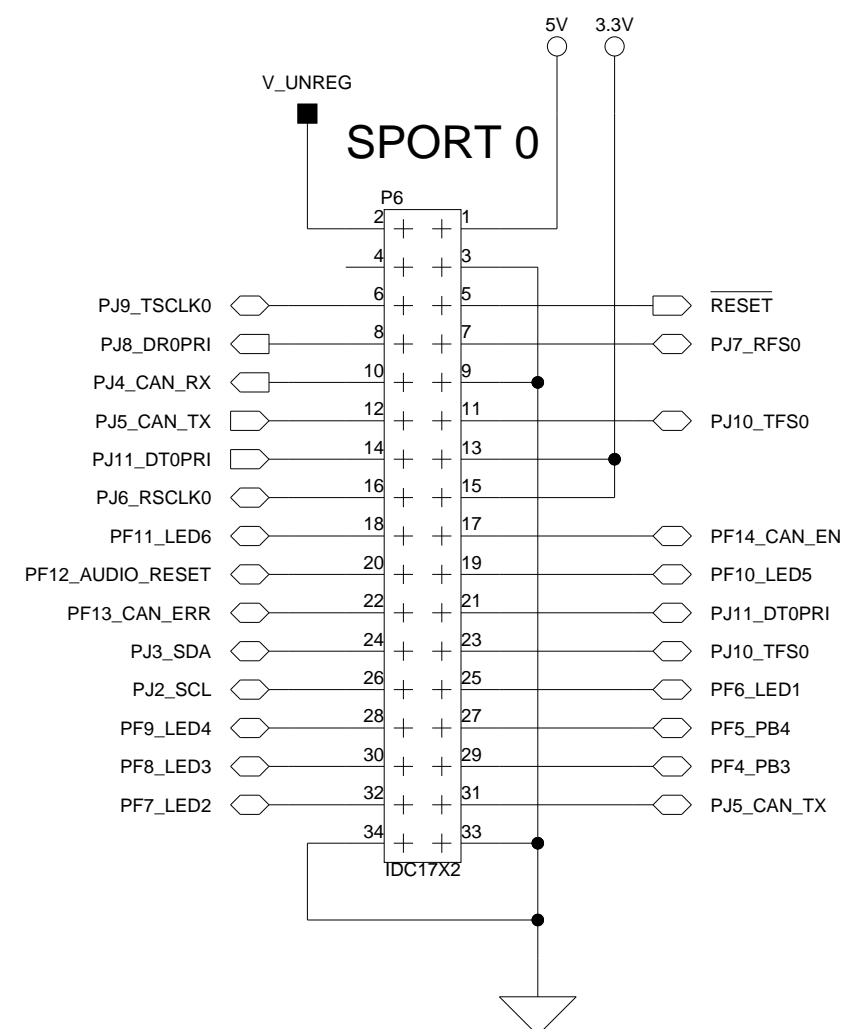 5V 3.3V
V_UNREG
SPORT 0
P6
2 1
4 3
PJ9_TSCLK0 6 5 RESET
PJ8_DR0PRI 8 7 PJ7_RFS0
PJ4_CAN_RX 10 9
PJ5_CAN_TX 12 11 PJ10_TFS0
PJ11_DT0PRI 14 13
PJ6_RSCLK0 16 15
PF11_LED6 18 17 PF14_CAN_EN
PF12_AUDIO_RESET 20 19 PF10_LED5
PF13_CAN_ERR 22 21 PJ11_DT0PRI
PJ3_SDA 24 23 PJ10_TFS0
PJ2_SCL 26 25 PF6_LED1
PF9_LED4 28 27 PF5_PB4
PF8_LED3 30 29 PF4_PB3
PF7_LED2 32 31 PJ5_CAN_TX
34 33
IDC17X2